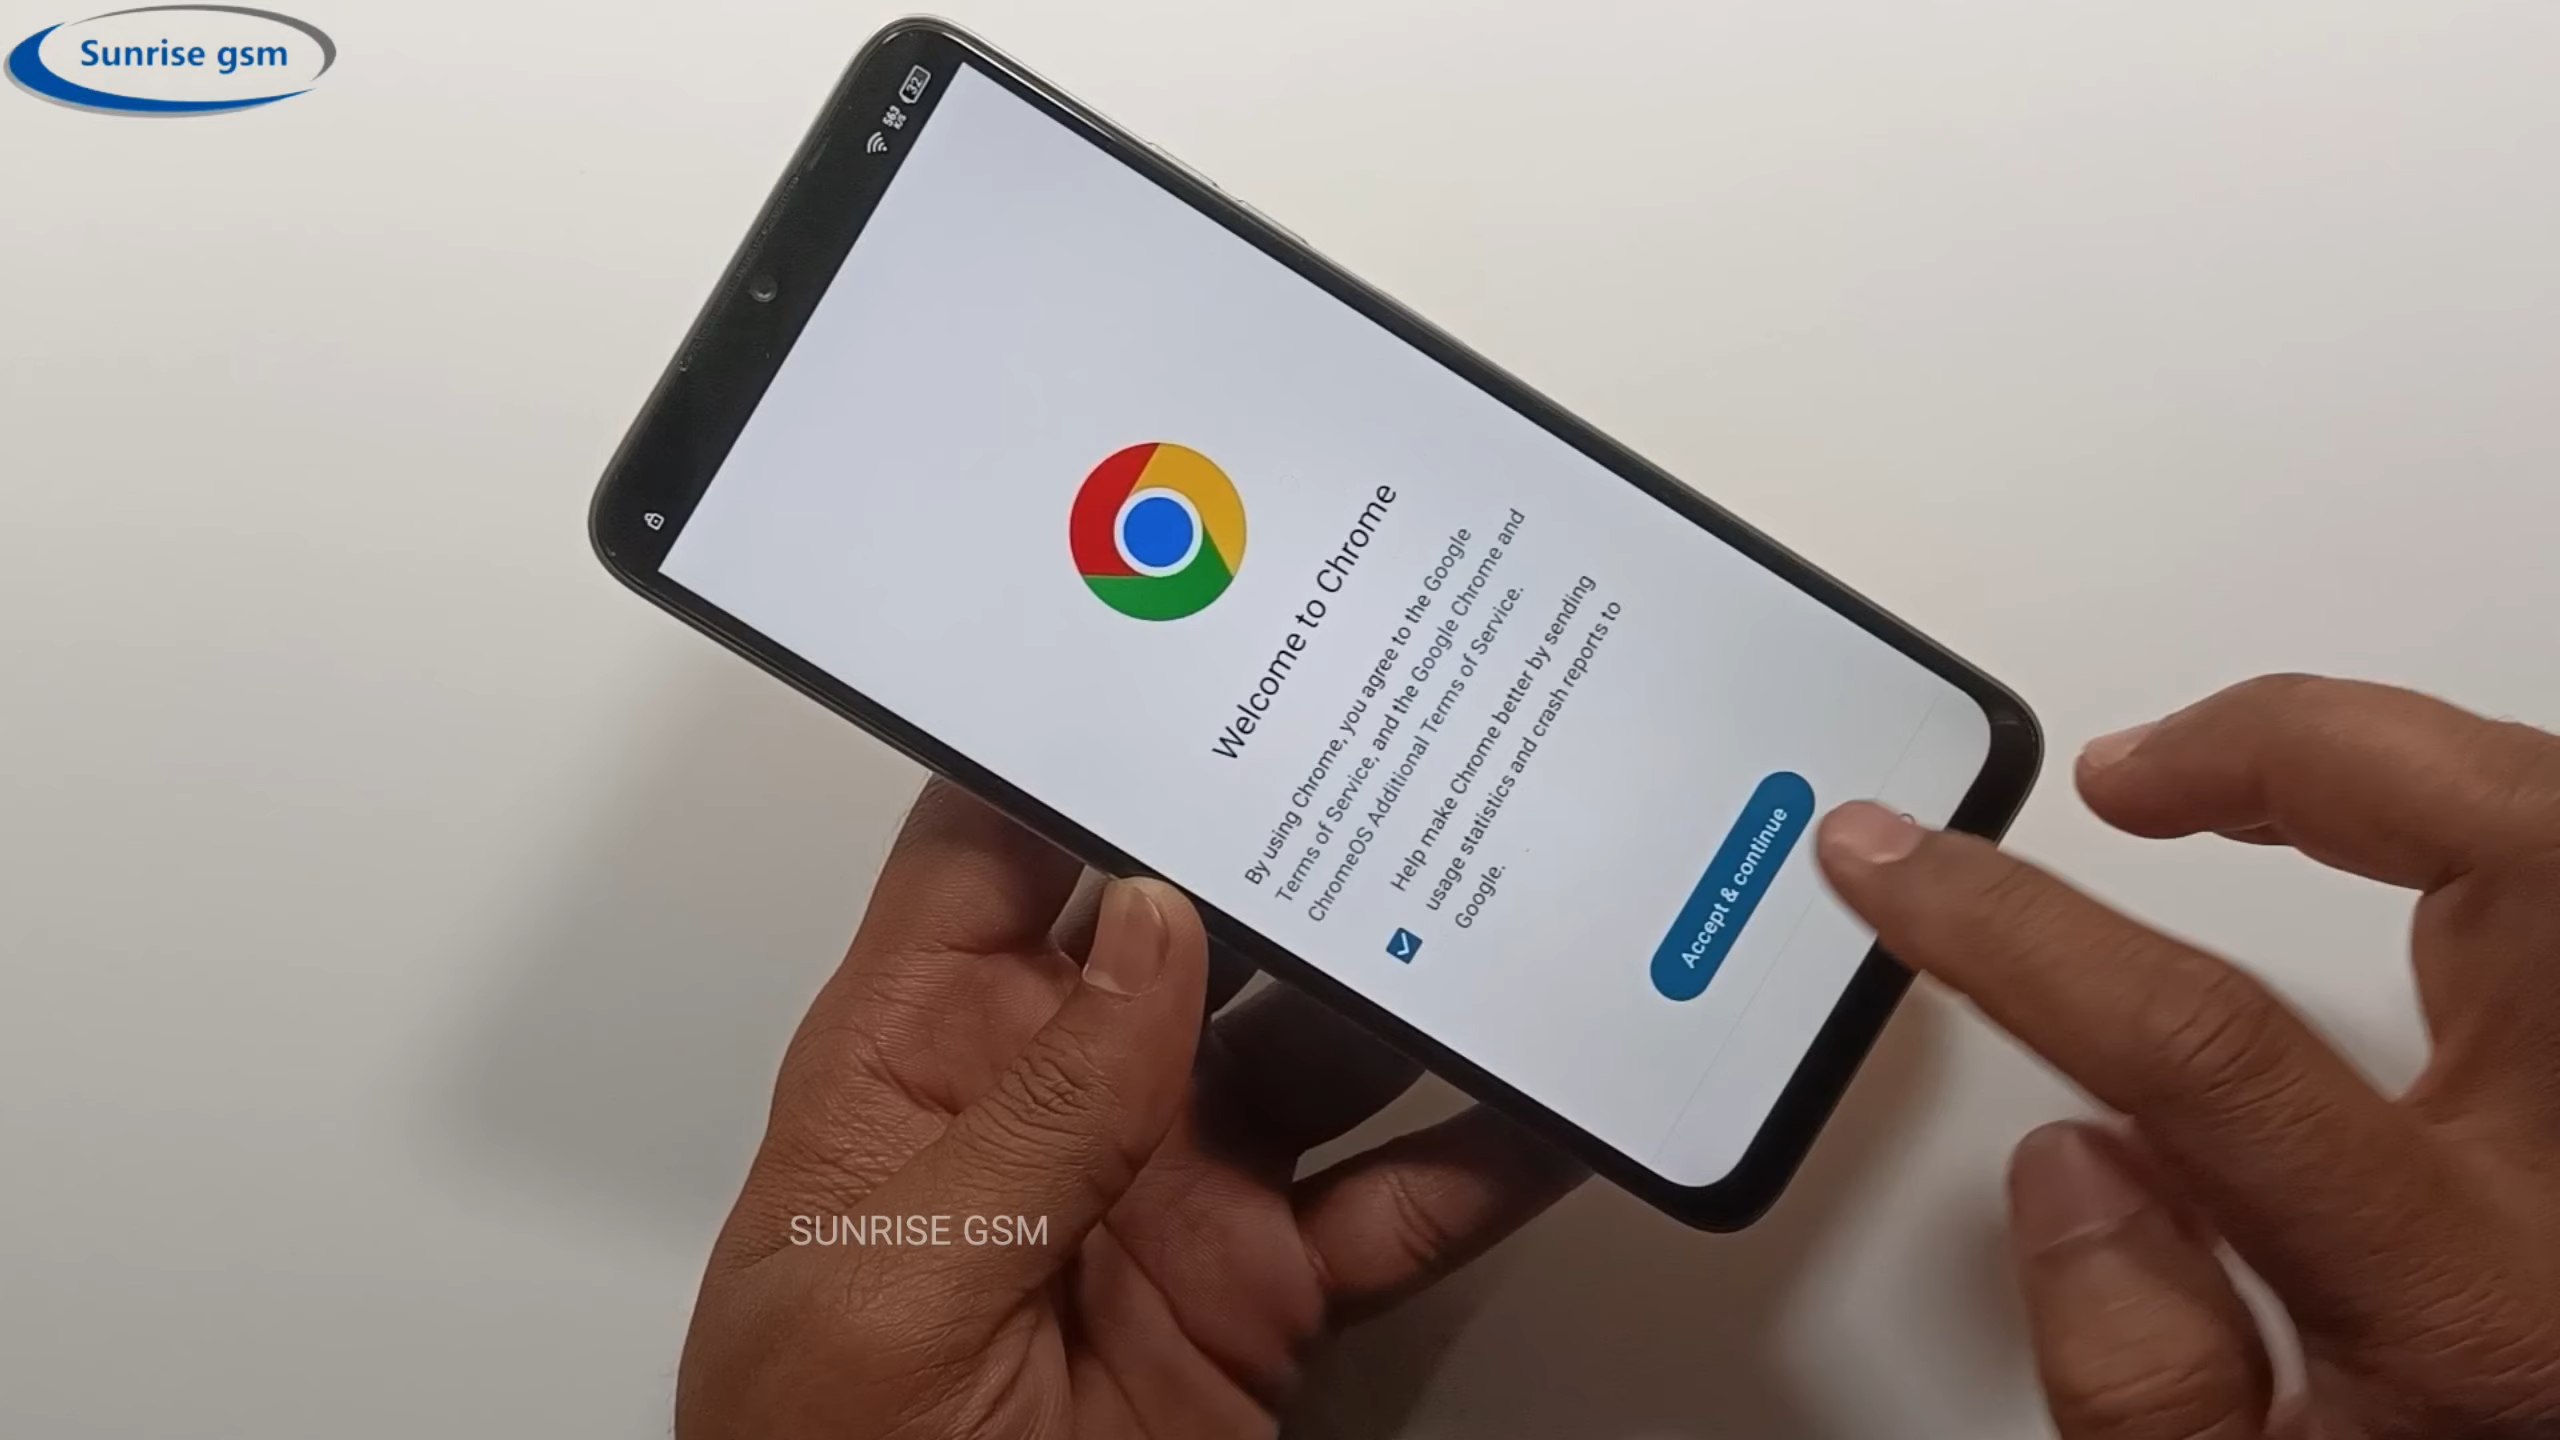 Sunrise gsm
563
K/S
32
Welcome to Chrome
By using Chrome, you agree to the Google
Terms of Service, and the Google Chrome and
ChromeOS Additional Terms of Service.
Help make Chrome better by sending
usage statistics and crash reports to
Google.
Accept & continue
SUNRISE GSM